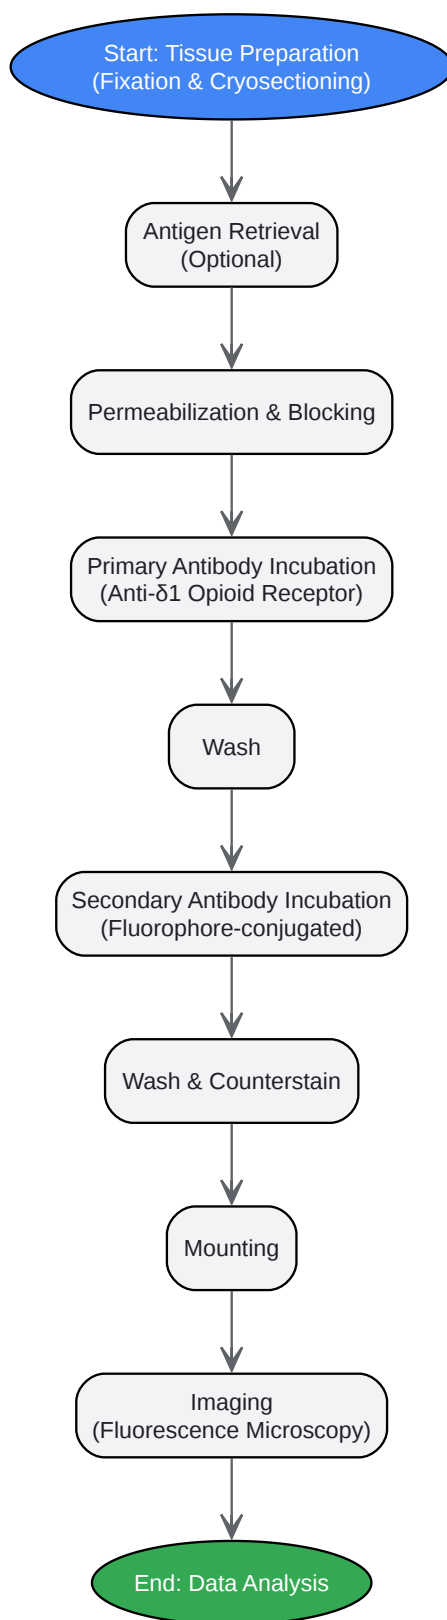 Start: Tissue Preparation
(Fixation & Cryosectioning)
Antigen Retrieval
(Optional)
Permeabilization & Blocking
Primary Antibody Incubation
(Anti-δ1 Opioid Receptor)
Wash
Secondary Antibody Incubation
(Fluorophore-conjugated)
Wash & Counterstain
Mounting
Imaging
(Fluorescence Microscopy)
End: Data Analysis